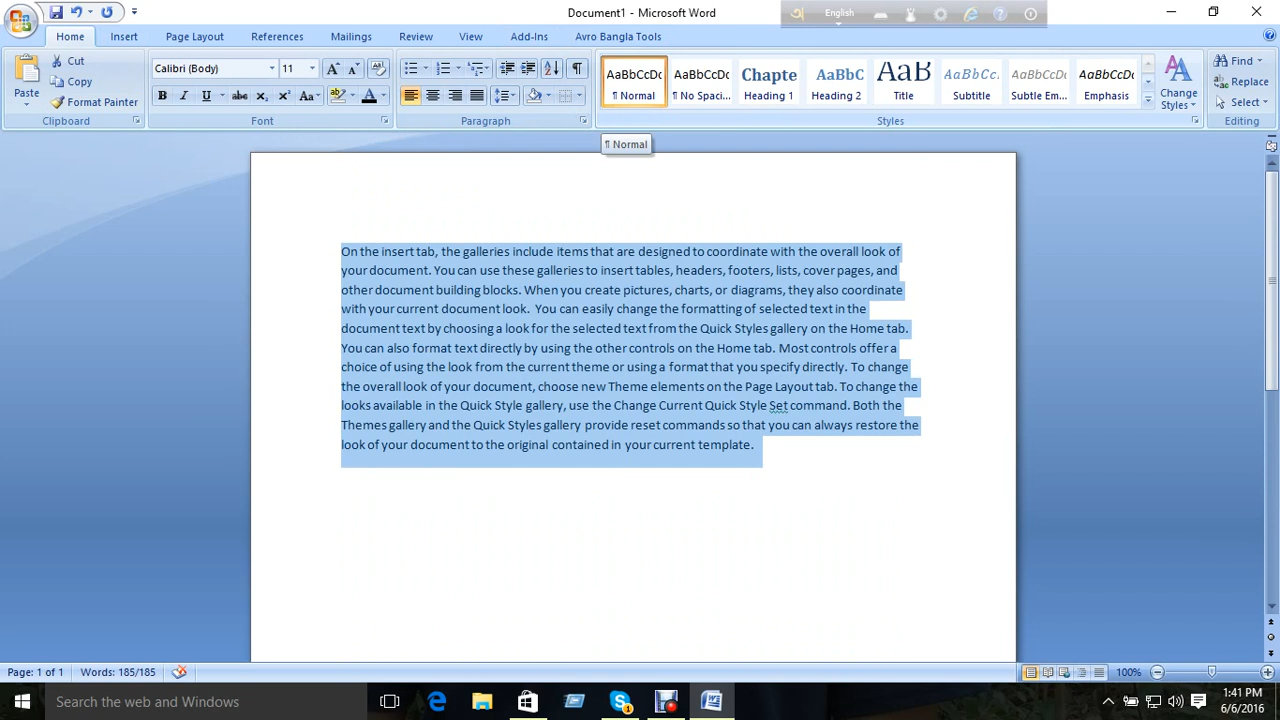 Document1 - Microsoft Word
English
Home Insert Page Layout References Mailings Review View Add-Ins Avro Bangla Tools
Paste
Cut
Copy
Format Painter
Clipboard
Calibri (Body) 11
B I U abc x₂ x² Aa
Font
Paragraph
AaBbCcDc AaBbCcDc Chapte AaBbC AaB AaBbCc. AaBbCcDc AaBbCcDc
¶ Normal ¶ No Spaci... Heading 1 Heading 2 Title Subtitle Subtle Em... Emphasis
Change Styles
Styles
Find
Replace
Select
Editing
¶ Normal
On the insert tab, the galleries include items that are designed to coordinate with the overall look of
your document. You can use these galleries to insert tables, headers, footers, lists, cover pages, and
other document building blocks. When you create pictures, charts, or diagrams, they also coordinate
with your current document look. You can easily change the formatting of selected text in the
document text by choosing a look for the selected text from the Quick Styles gallery on the Home tab.
You can also format text directly by using the other controls on the Home tab. Most controls offer a
choice of using the look from the current theme or using a format that you specify directly. To change
the overall look of your document, choose new Theme elements on the Page Layout tab. To change the
looks available in the Quick Style gallery, use the Change Current Quick Style Set command. Both the
Themes gallery and the Quick Styles gallery provide reset commands so that you can always restore the
look of your document to the original contained in your current template.
Page: 1 of 1 Words: 185/185 100%
Search the web and Windows
1:41 PM
6/6/2016